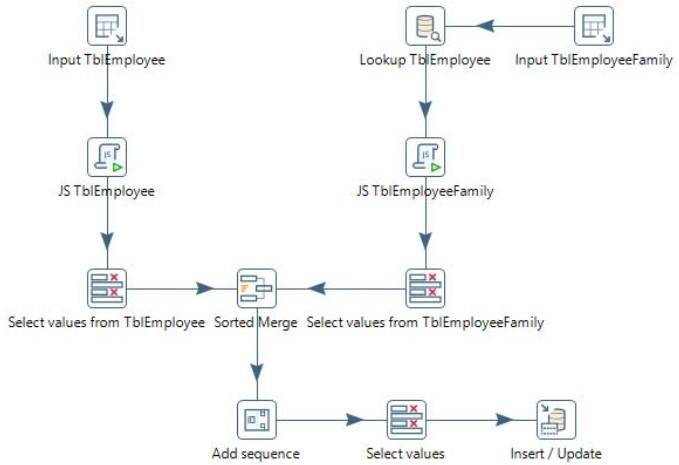 Input TblEmployee
Lookup TblEmployee
Input TblEmployeeFamily
JS TblEmployee
JS TblEmployeeFamily
Select values from TblEmployee
Sorted Merge
Select values from TblEmployeeFamily
Add sequence
Select values
Insert / Update